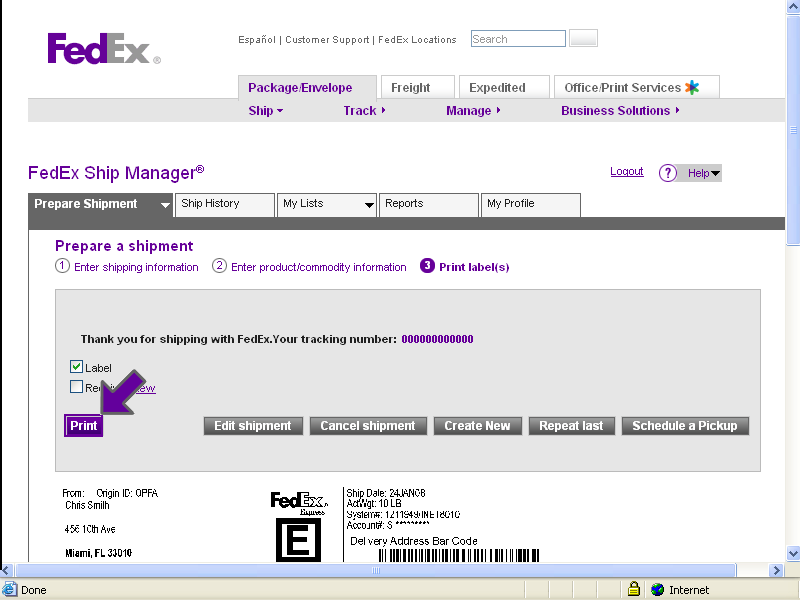 FedEx®
Español | Customer Support | FedEx Locations
Search
Package/Envelope
Freight
Expedited
Office/Print Services
Ship
Track
Manage
Business Solutions
FedEx Ship Manager®
Logout
? Help
Prepare Shipment
Ship History
My Lists
Reports
My Profile
Prepare a shipment
1 Enter shipping information
2 Enter product/commodity information
3 Print label(s)
Thank you for shipping with FedEx.Your tracking number: 000000000000
Label
Print
Edit shipment
Cancel shipment
Create New
Repeat last
Schedule a Pickup
From: Origin ID: OPFA
Chris Smith
456 10th Ave
Miami, FL 33010
FedEx®
Express
E
Ship Date: 24JAN08
ActWgt: 10 LB
System#: 1211949/INET8010
Account#: S *********
Delivery Address Bar Code
Done
Internet